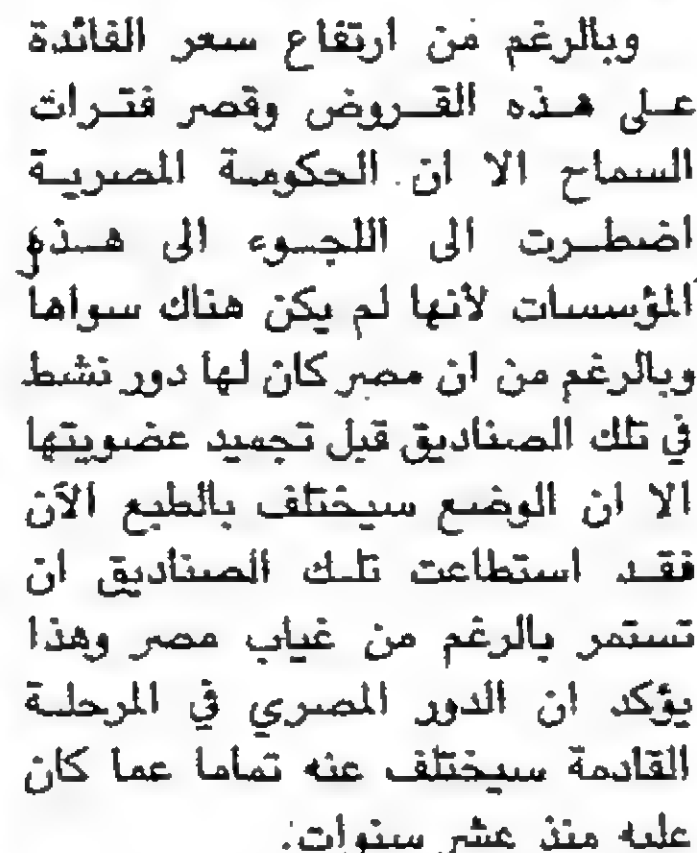 وبالرغم من ارتفاع سعر الفائدة
على هذه القروض وقصر فترات
السماح الا ان الحكومة المصرية
اضطرت الى اللجوء الى هذه
المؤسسات لأنها لم يكن هناك سواها
وبالرغم من ان مصر كان لها دور نشط
في تلك الصناديق قبل تجميد عضويتها
الا ان الوضع سيختلف بالطبع الآن
فقد استطاعت تلك الصناديق ان
تستمر بالرغم من غياب مصر وهذا
يؤكد ان الدور المصري في المرحلة
القادمة سيختلف عنه تماما عما كان
عليه منذ عشر سنوات.